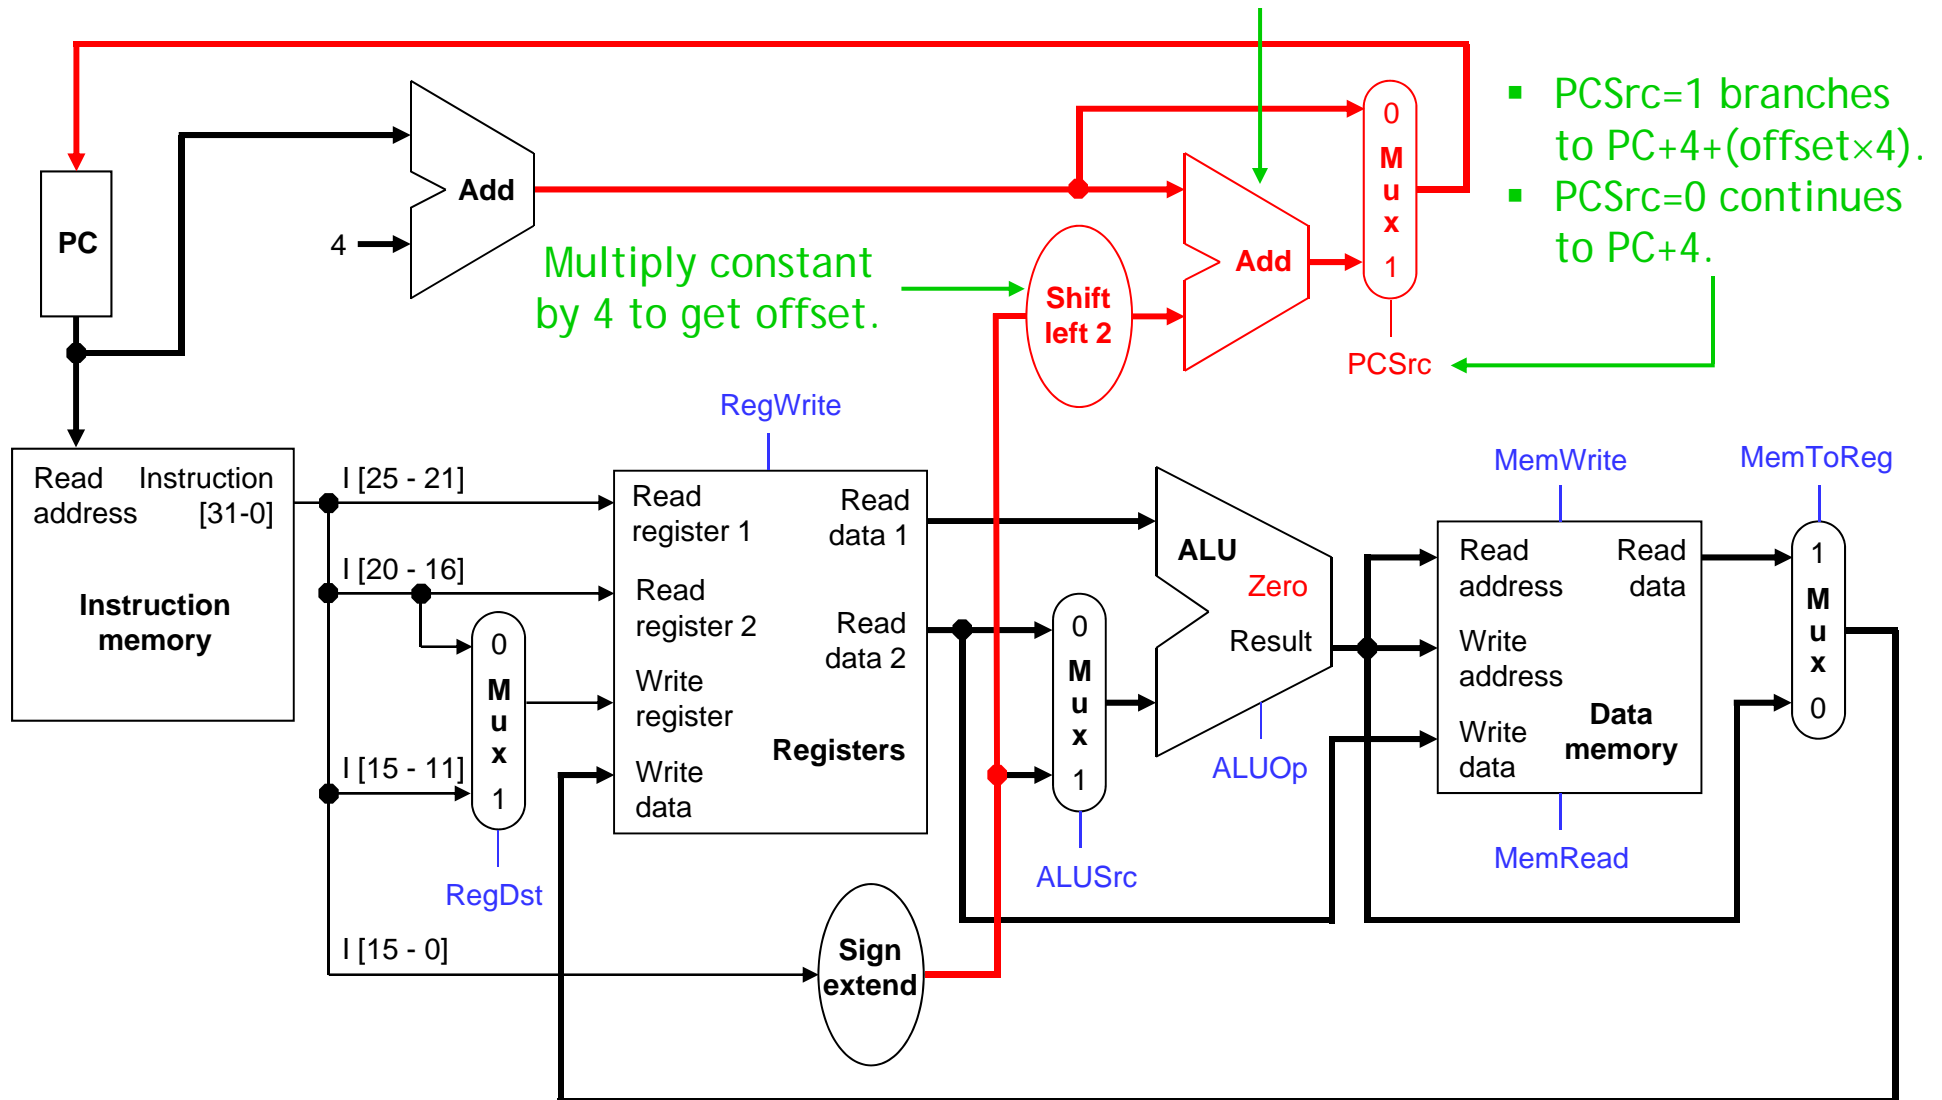 ▪ PCSrc=1 branches
to PC+4+(offset×4).
▪ PCSrc=0 continues
to PC+4.
PC
Add
4
Multiply constant
by 4 to get offset.
Shift
left 2
Add
0
M
u
x
1
PCSrc
RegWrite
MemWrite
MemToReg
Read
address
Instruction
[31-0]
Instruction
memory
I [25 - 21]
I [20 - 16]
I [15 - 11]
I [15 - 0]
0
M
u
x
1
RegDst
Read
register 1
Read
register 2
Write
register
Write
data
Read
data 1
Read
data 2
Registers
Sign
extend
0
M
u
x
1
ALUSrc
ALU
Zero
Result
ALUOp
Read
address
Write
address
Write
data
Read
data
Data
memory
MemRead
1
M
u
x
0